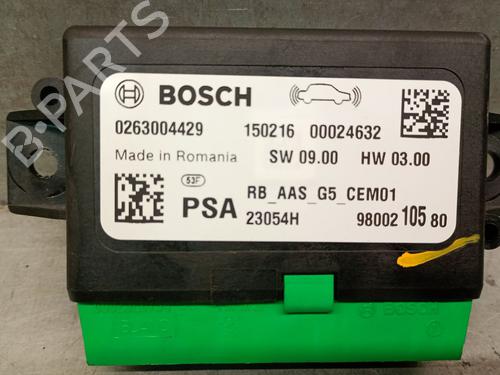 BOSCH
0263004429 150216 00024632
Made in Romania SW 09.00 HW 03.00
53F RB_AAS_G5_CEM01
PSA 23054H 98002 105 80
B-PARTS
BOSCH